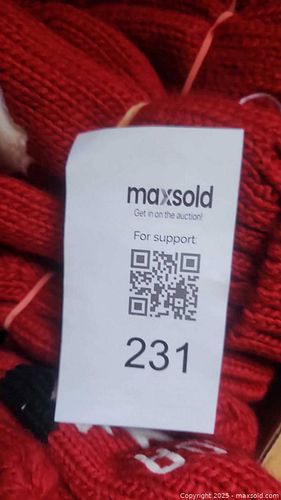 maxsold
Get in on the auction!
For support:
231
Copyright 2025 - maxsold.com